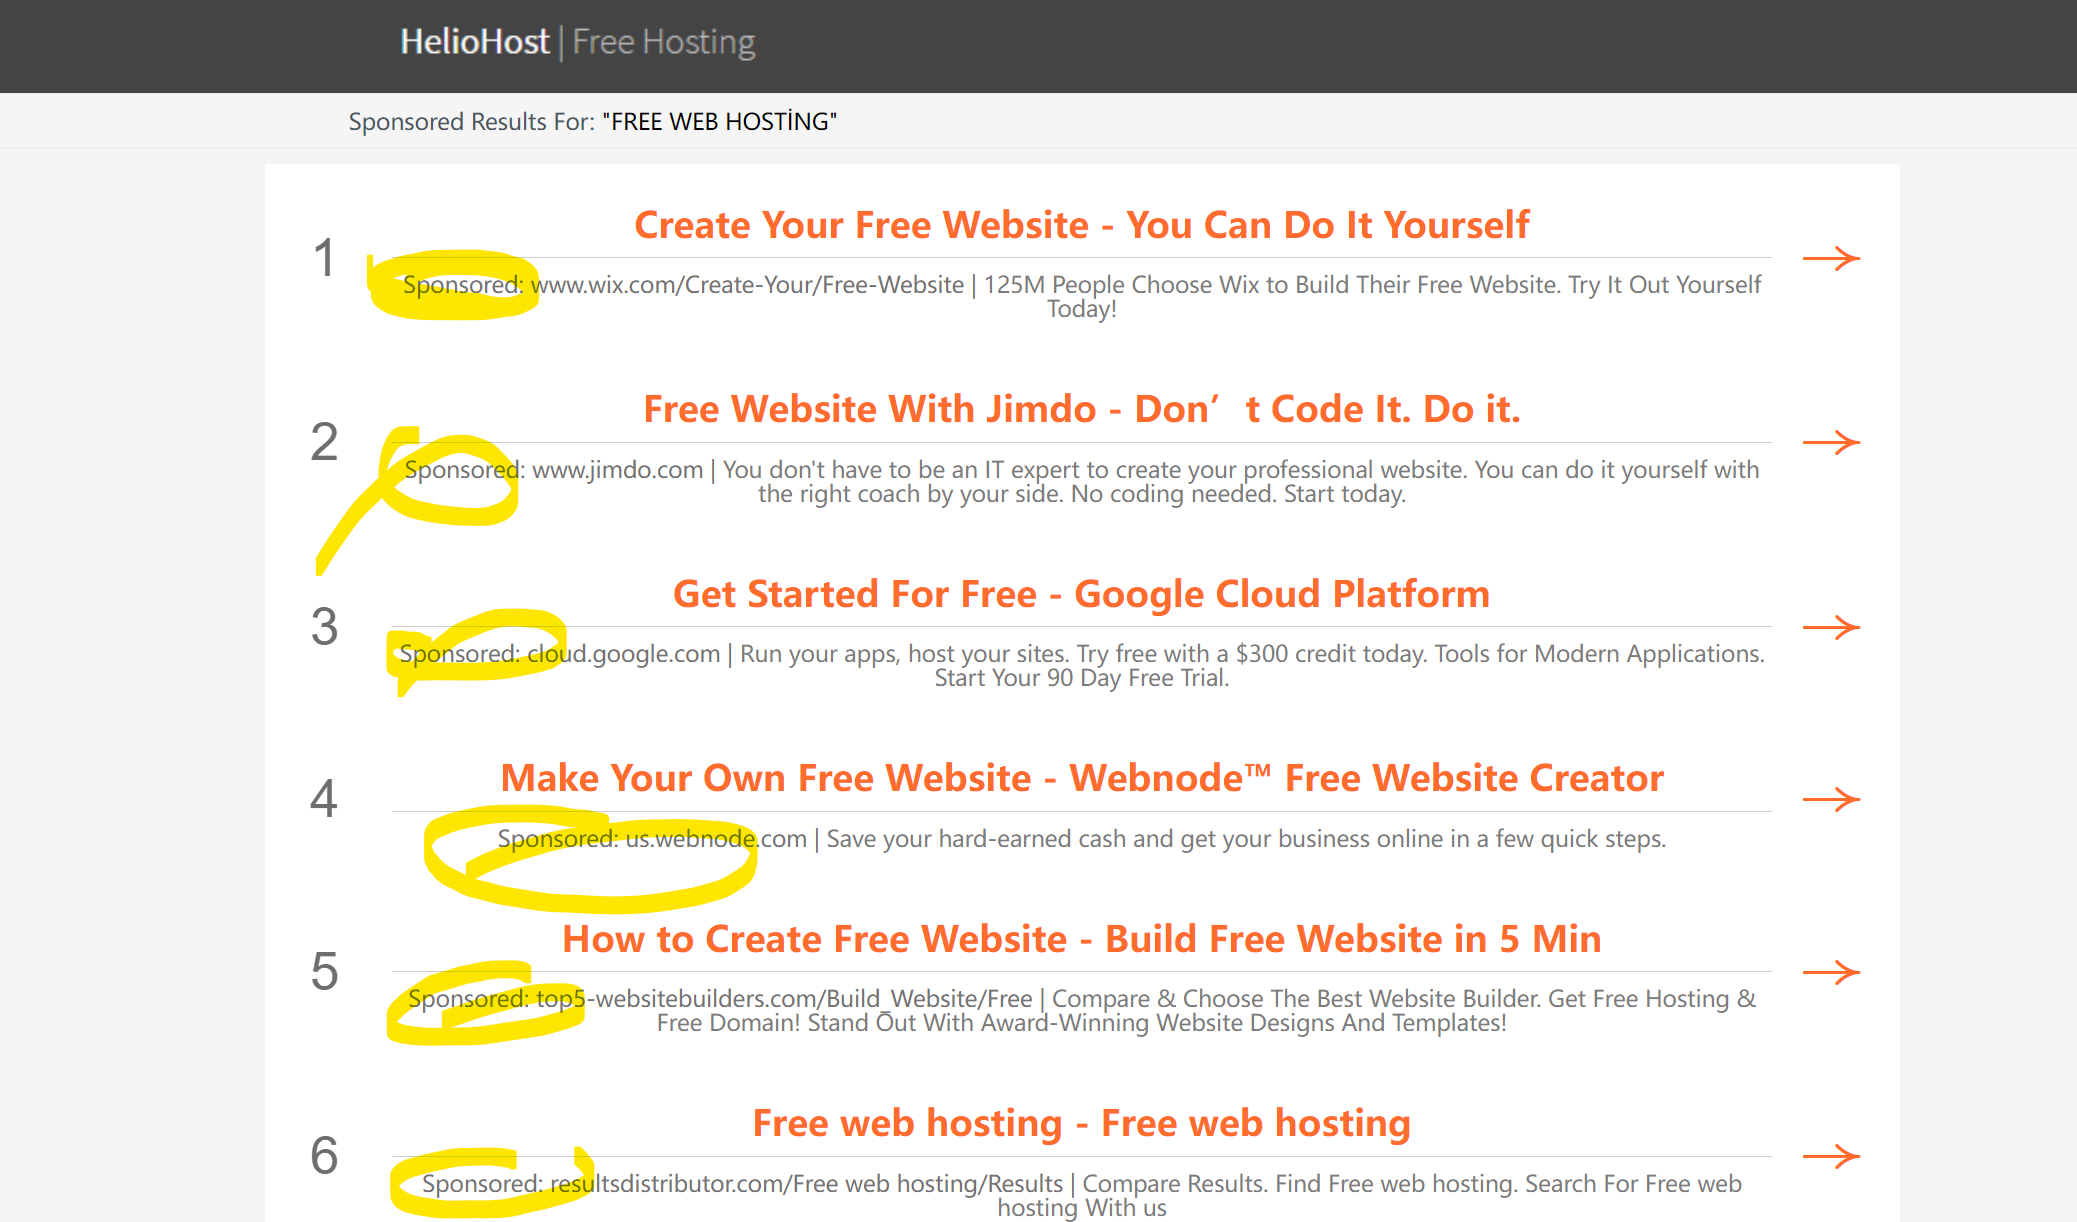 HelioHost | Free Hosting
Sponsored Results For: "FREE WEB HOSTİNG"
1
Create Your Free Website - You Can Do It Yourself
Sponsored: www.wix.com/Create-Your/Free-Website | 125M People Choose Wix to Build Their Free Website. Try It Out Yourself
Today!
2
Free Website With Jimdo - Don’t Code It. Do it.
Sponsored: www.jimdo.com | You don't have to be an IT expert to create your professional website. You can do it yourself with
the right coach by your side. No coding needed. Start today.
3
Get Started For Free - Google Cloud Platform
Sponsored: cloud.google.com | Run your apps, host your sites. Try free with a $300 credit today. Tools for Modern Applications.
Start Your 90 Day Free Trial.
4
Make Your Own Free Website - Webnode™ Free Website Creator
Sponsored: us.webnode.com | Save your hard-earned cash and get your business online in a few quick steps.
5
How to Create Free Website - Build Free Website in 5 Min
Sponsored: top5-websitebuilders.com/Build_Website/Free | Compare & Choose The Best Website Builder. Get Free Hosting &
Free Domain! Stand Out With Award-Winning Website Designs And Templates!
6
Free web hosting - Free web hosting
Sponsored: resultsdistributor.com/Free web hosting/Results | Compare Results. Find Free web hosting. Search For Free web
hosting With us